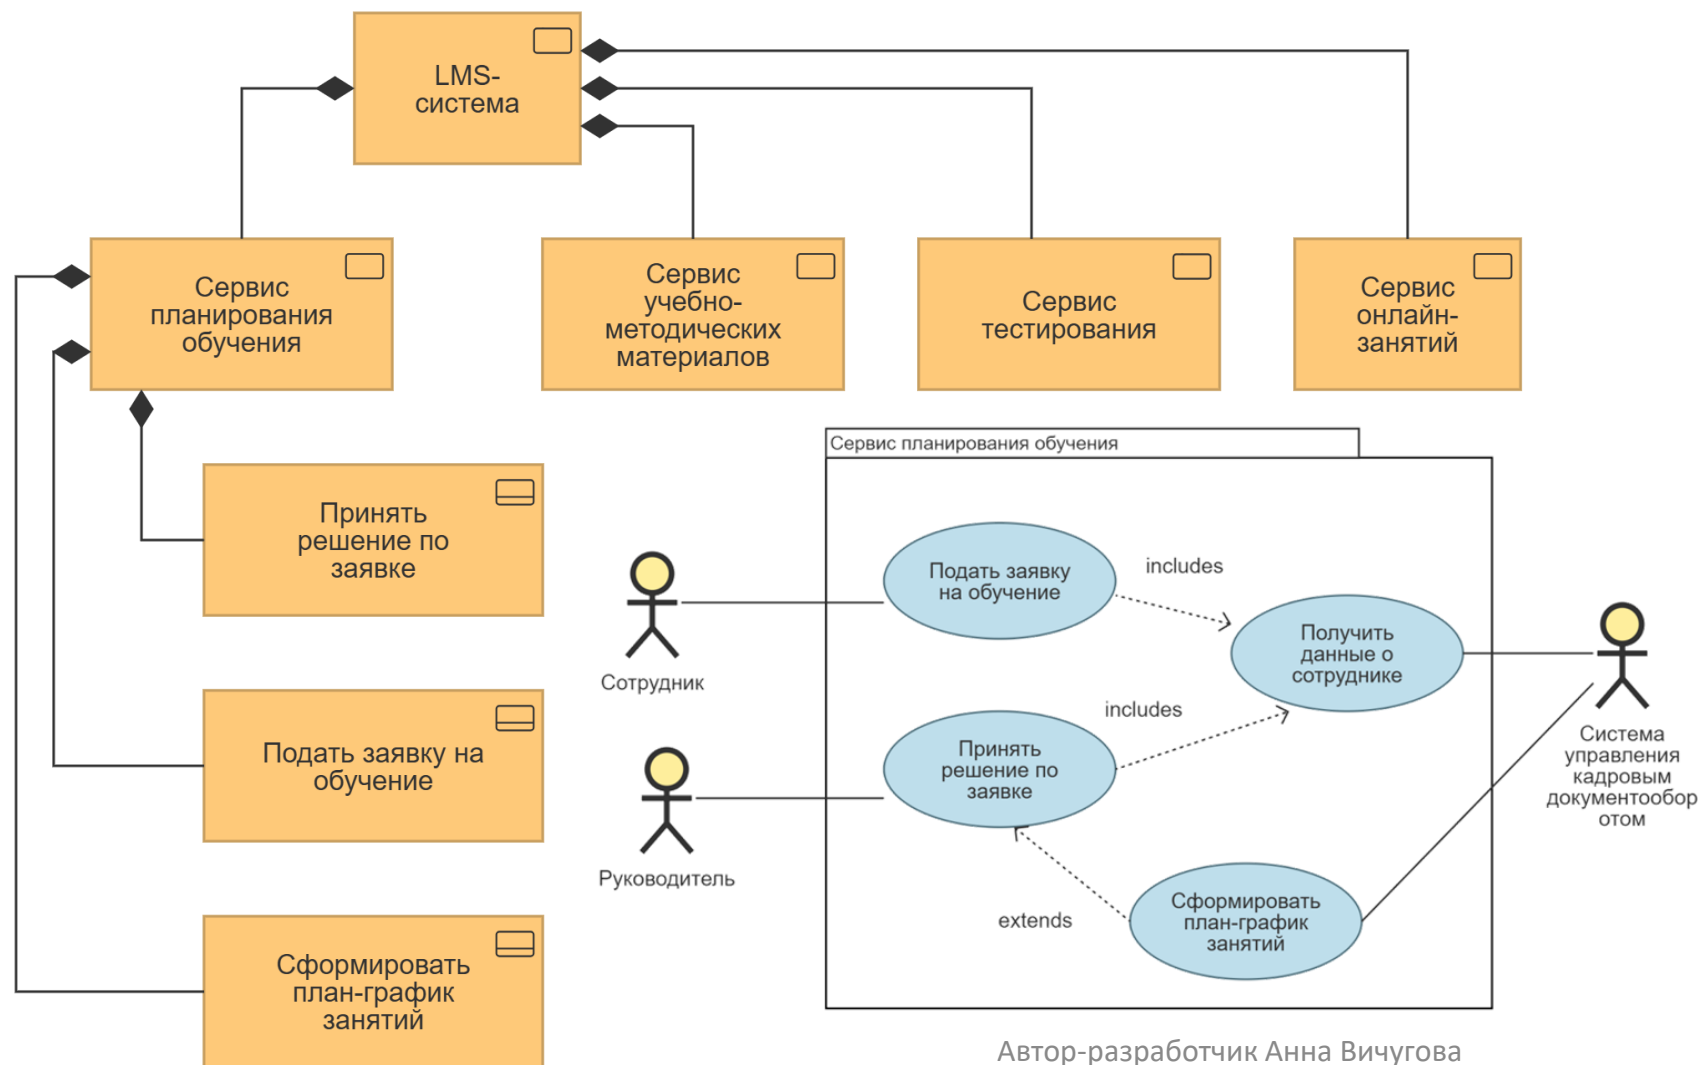 LMS-
система
Сервис
планирования
обучения
Сервис
учебно-
методических
материалов
Сервис
тестирования
Сервис
онлайн-
занятий
Принять
решение по
заявке
Подать заявку на
обучение
Сформировать
план-график
занятий
Сервис планирования обучения
Сотрудник
Руководитель
Подать заявку
на обучение
includes
Получить
данные о
сотруднике
includes
Принять
решение по
заявке
extends
Сформировать
план-график
занятий
Система
управления
кадровым
документообор
отом
Автор-разработчик Анна Вичугова